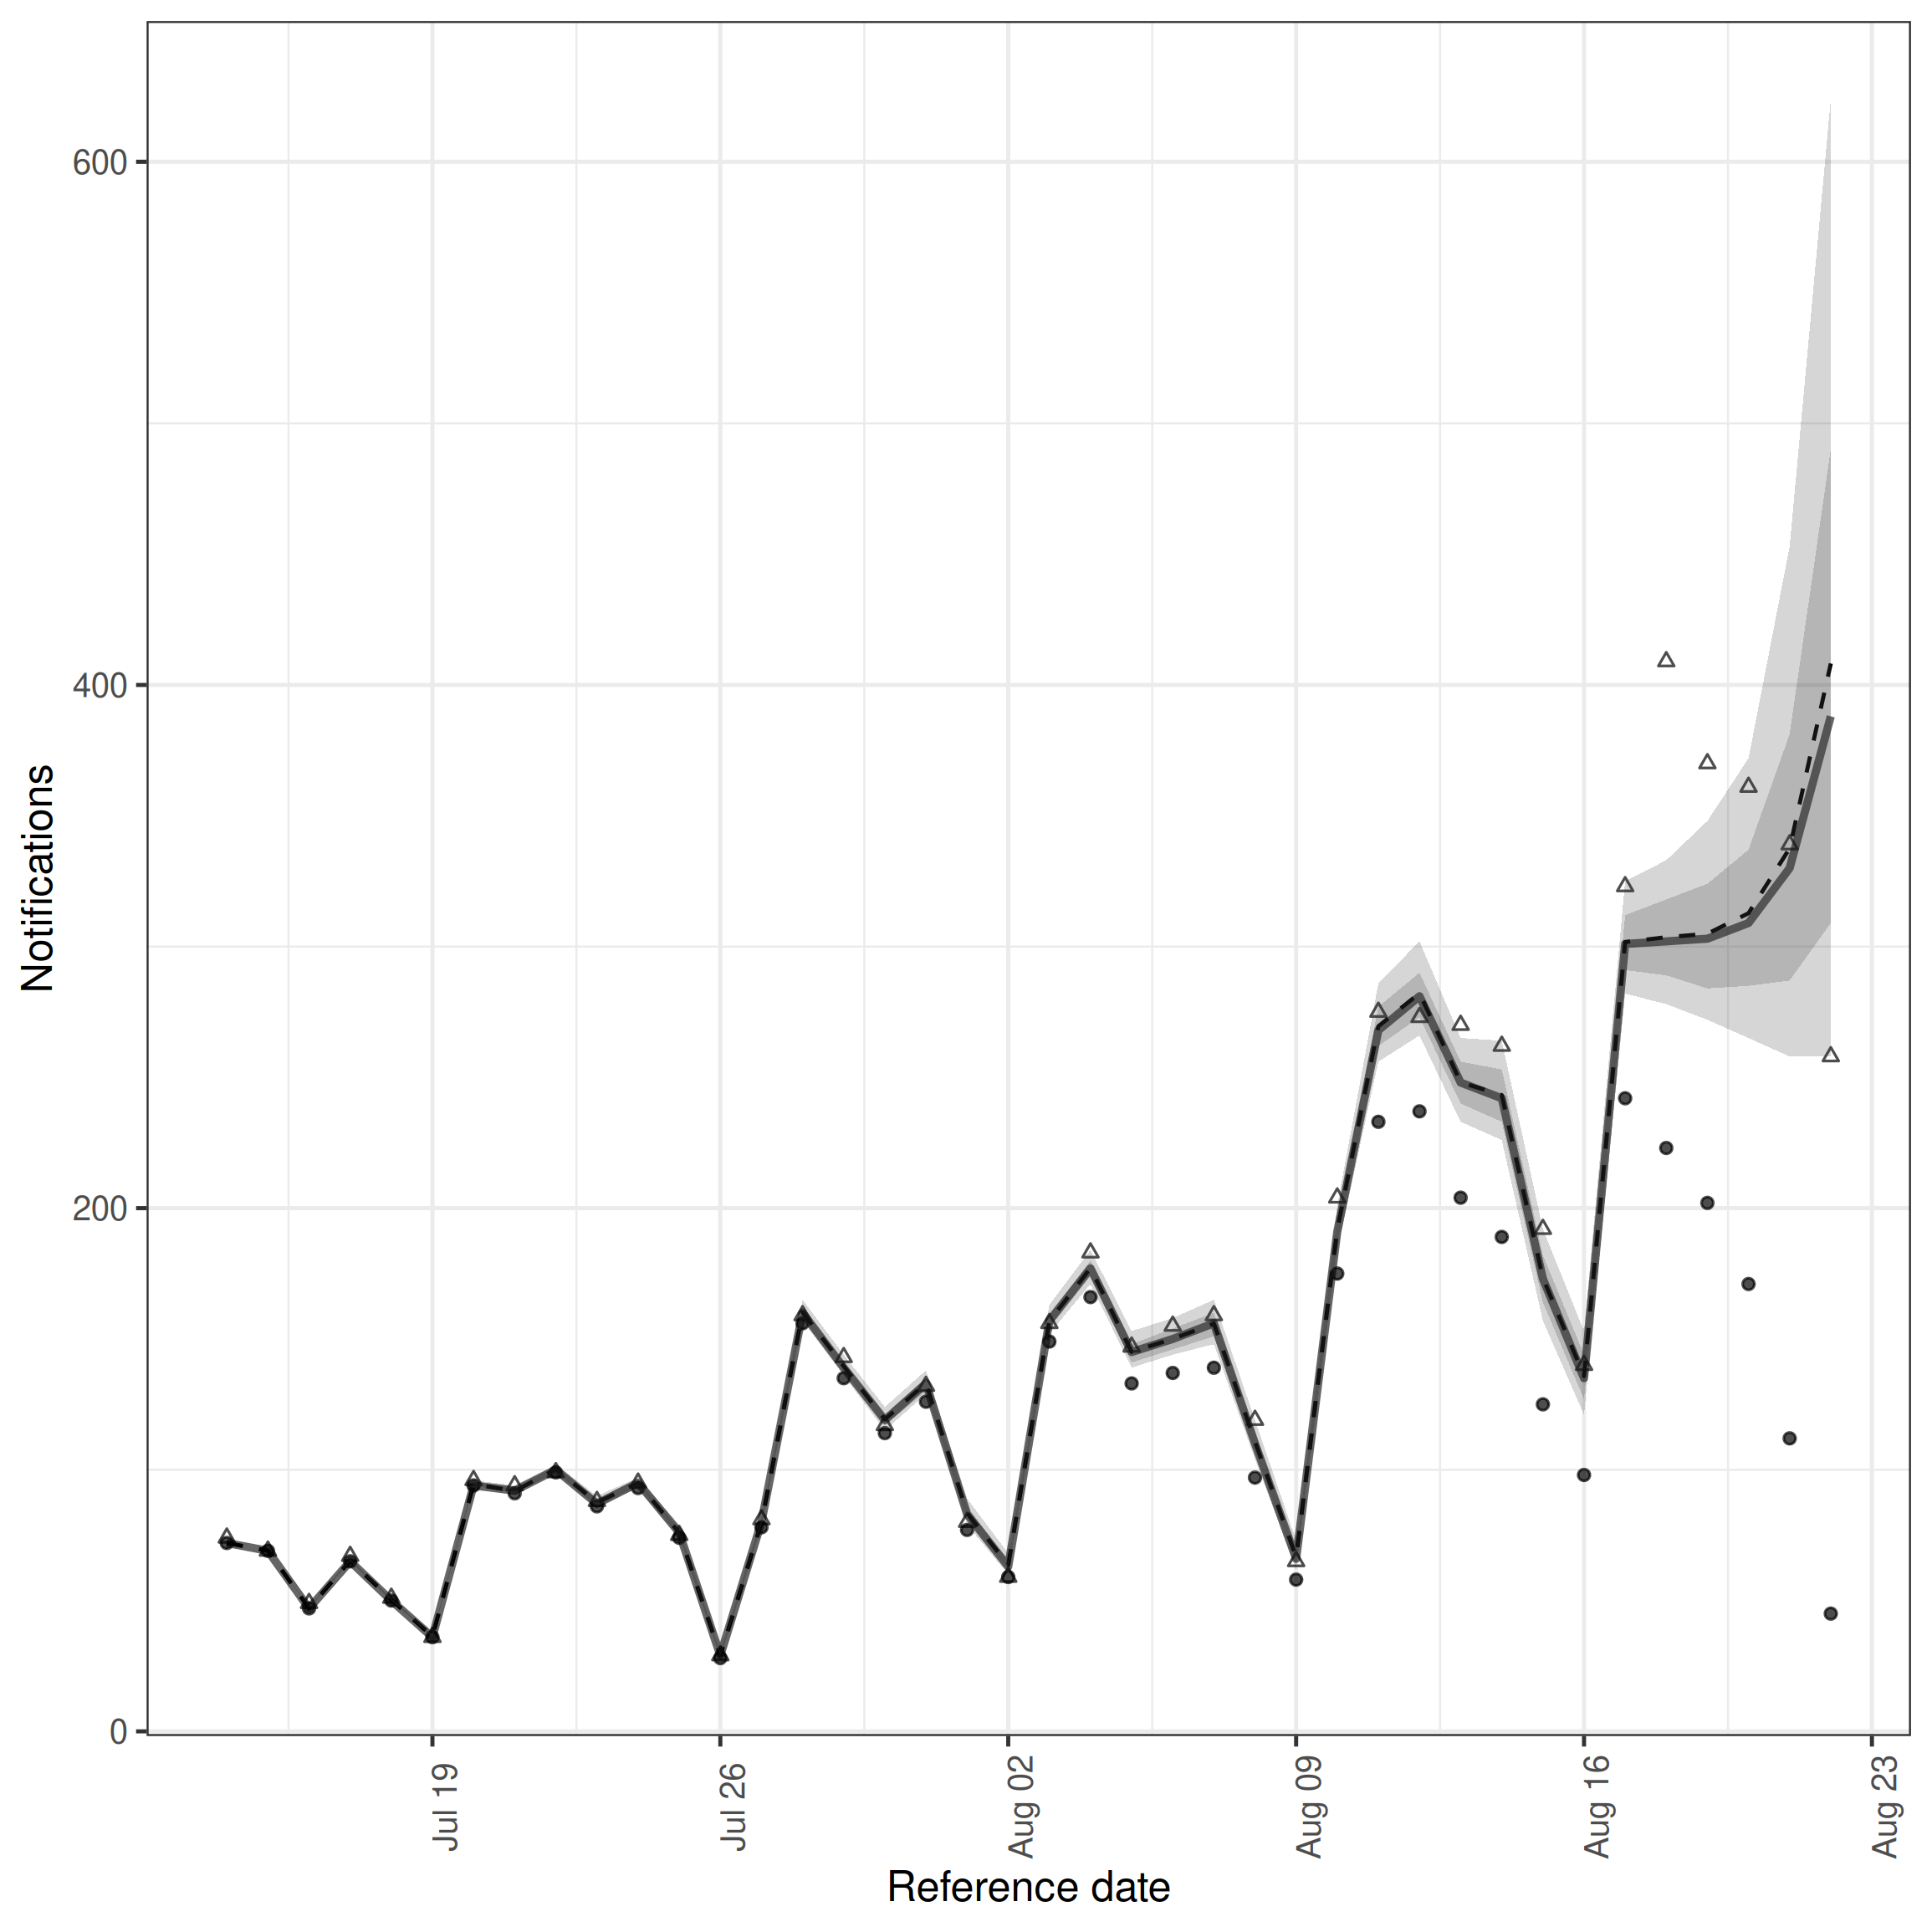 Notifications
600
400
200
0
Jul 19
Jul 26
Aug 02
Aug 09
Aug 16
Aug 23
Reference date